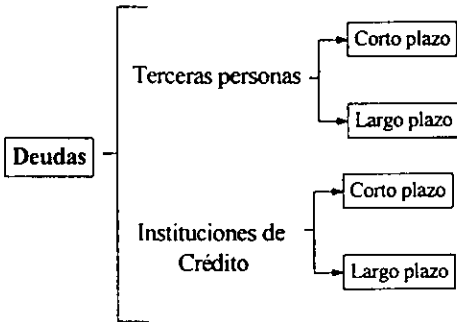 Corto plazo
Terceras personas
Largo plazo
Deudas
Corto plazo
Instituciones de
Crédito
Largo plazo